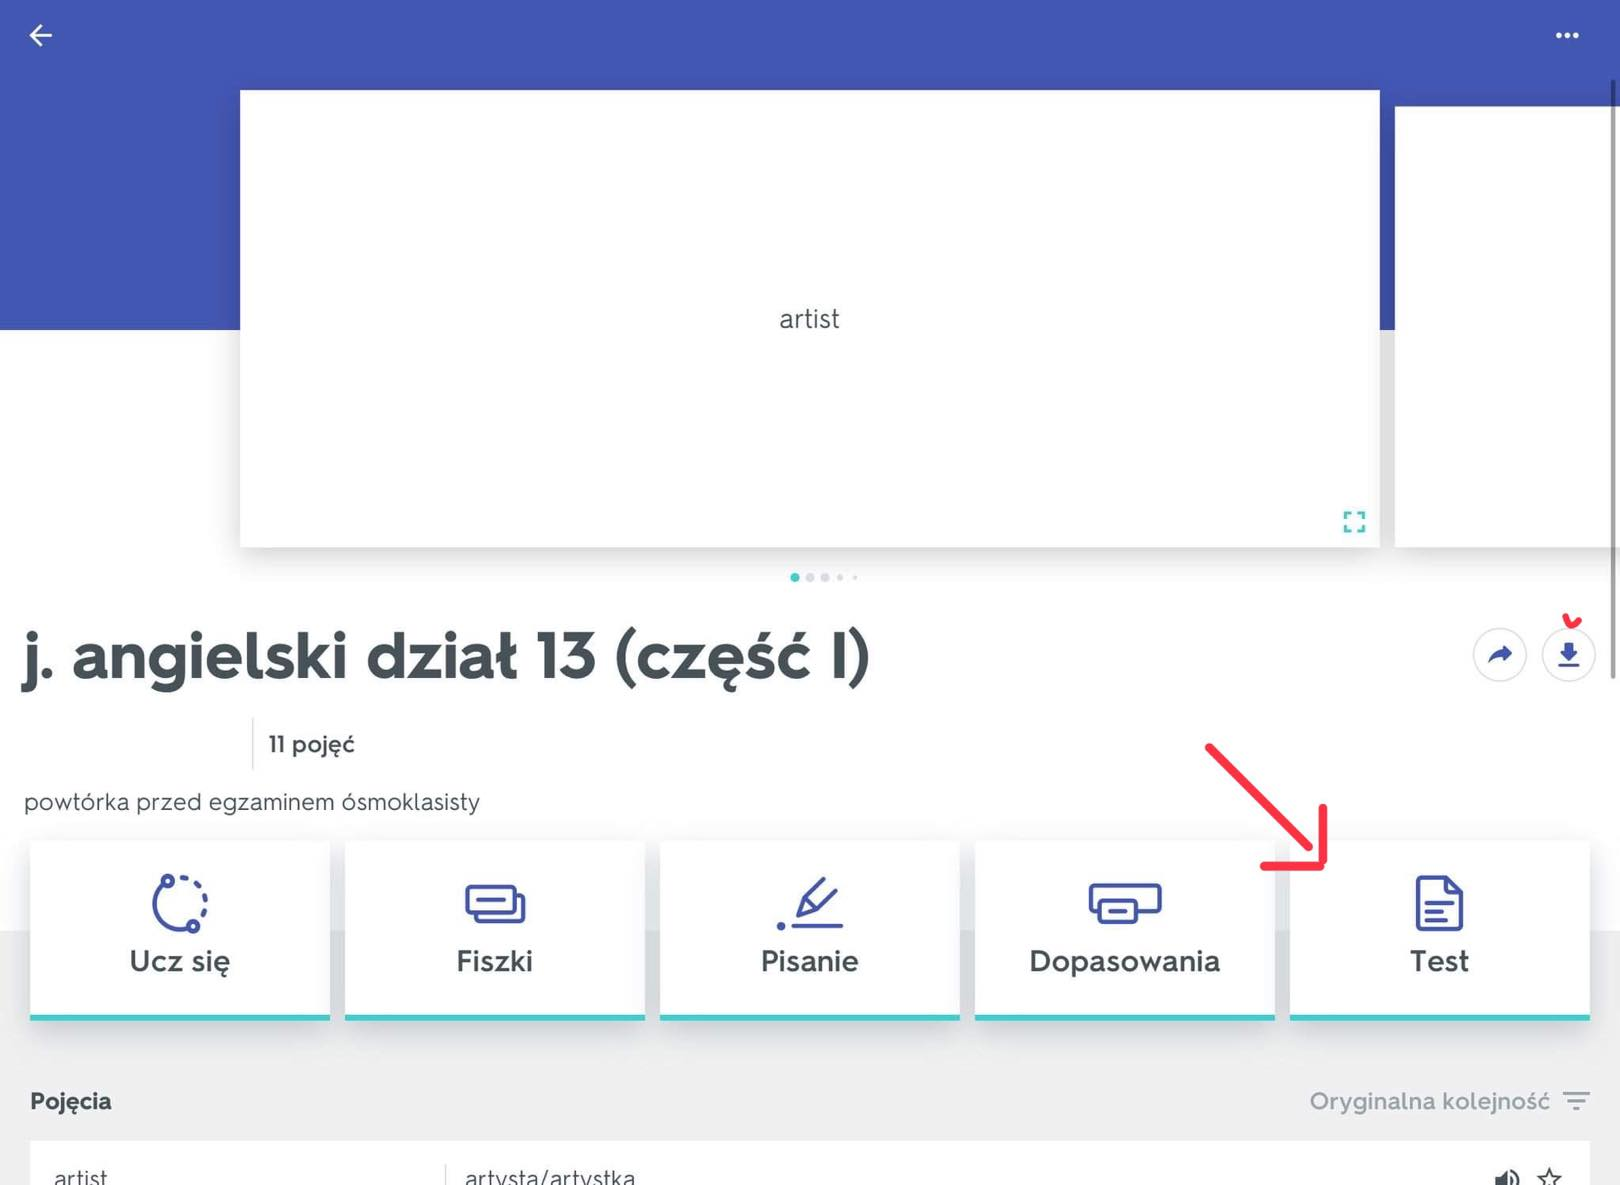 artist
j. angielski dział 13 (część I)
11 pojęć
powtórka przed egzaminem ósmoklasisty
Ucz się
Fiszki
Pisanie
Dopasowania
Test
Pojęcia
Oryginalna kolejność
artist
artysta/artystka